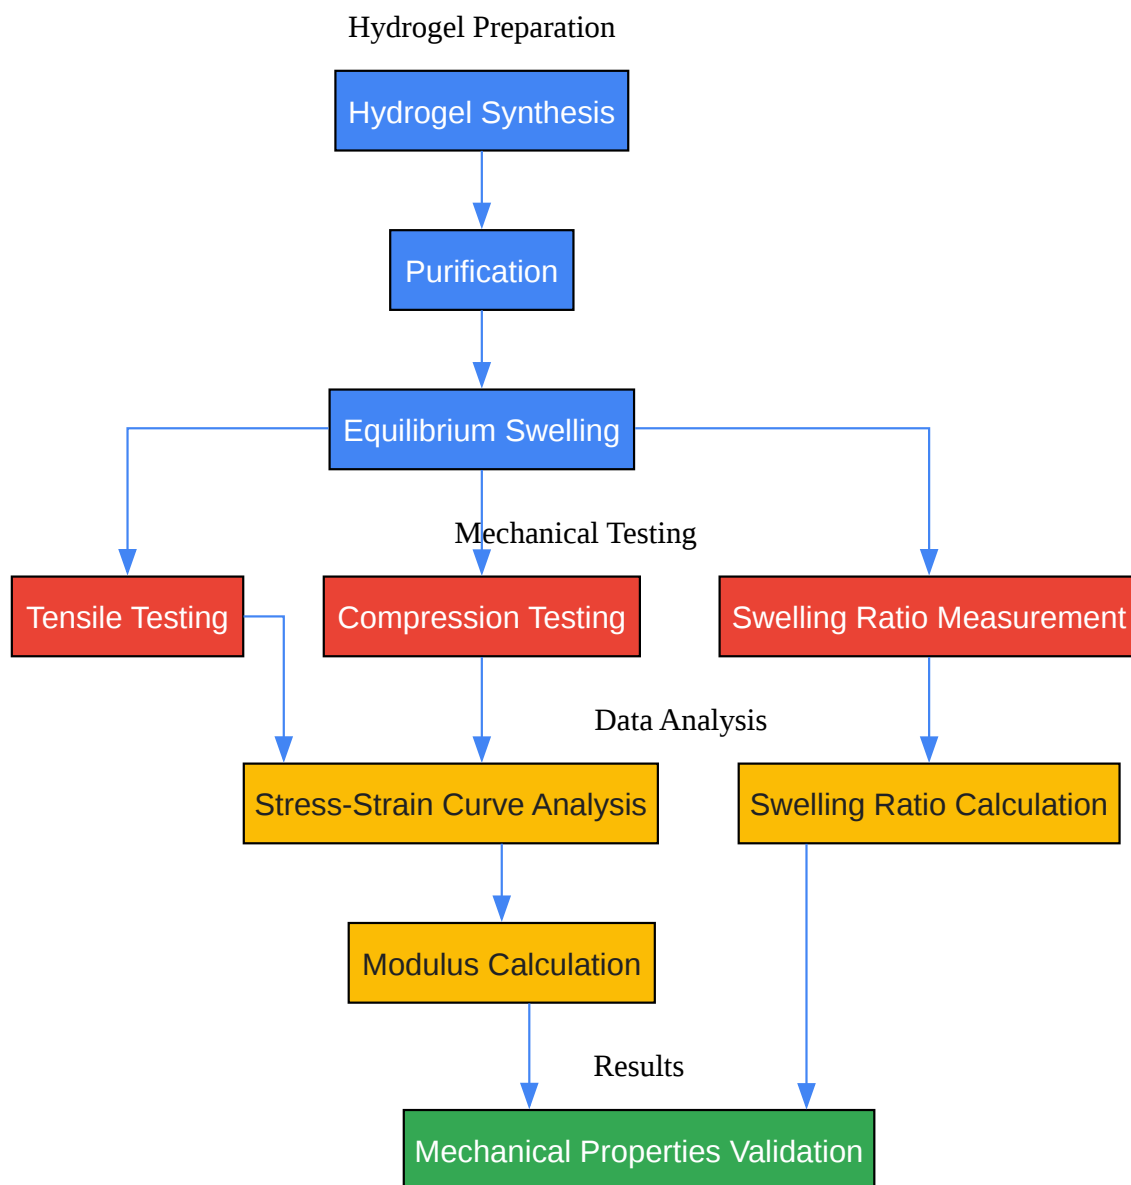 Hydrogel Preparation
Hydrogel Synthesis
Purification
Equilibrium Swelling
Mechanical Testing
Tensile Testing
Compression Testing
Swelling Ratio Measurement
Data Analysis
Stress-Strain Curve Analysis
Swelling Ratio Calculation
Modulus Calculation
Results
Mechanical Properties Validation